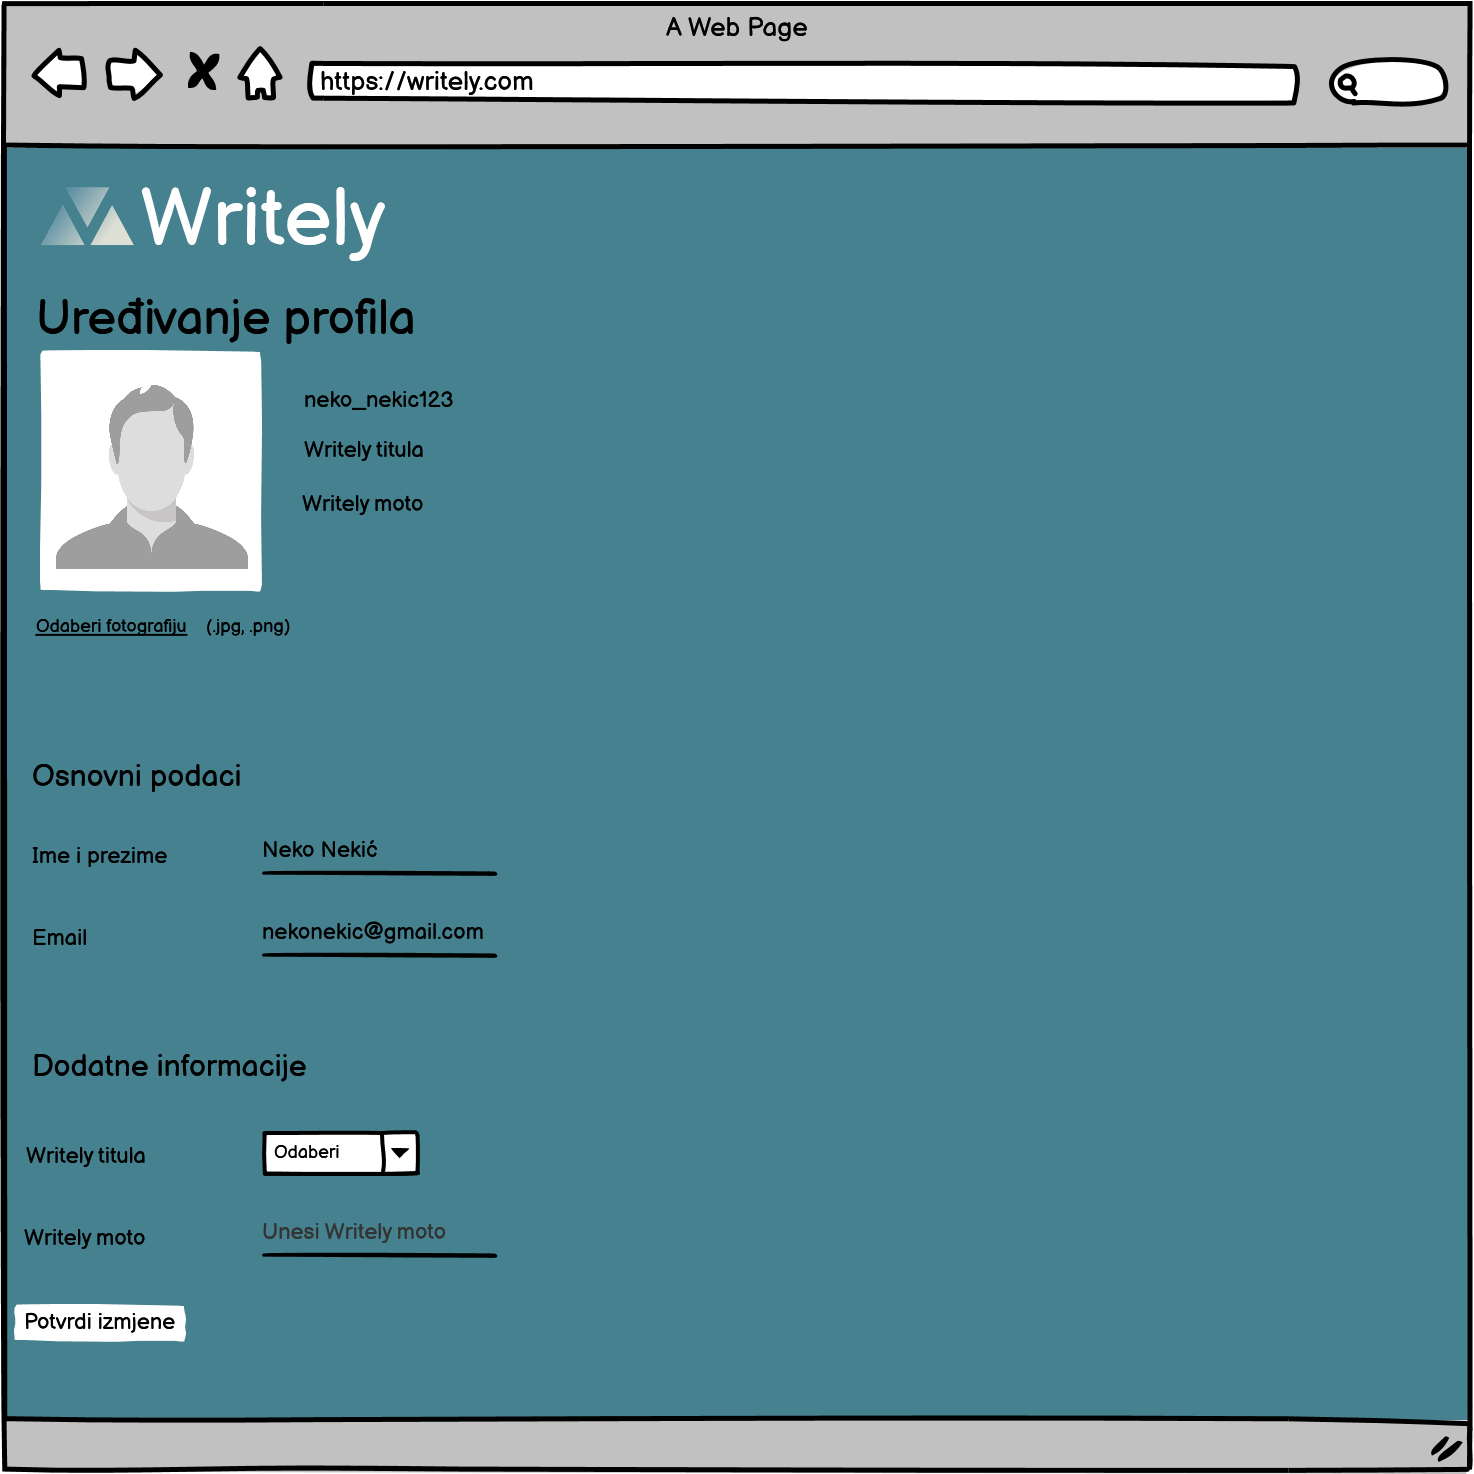 A Web Page
https://writely.com
Writely
Uređivanje profila
neko_nekic123
Writely titula
Writely moto
Odaberi fotografiju (.jpg, .png)
Osnovni podaci
Ime i prezime Neko Nekić
Email nekonekic@gmail.com
Dodatne informacije
Writely titula Odaberi
Writely moto Unesi Writely moto
Potvrdi izmjene